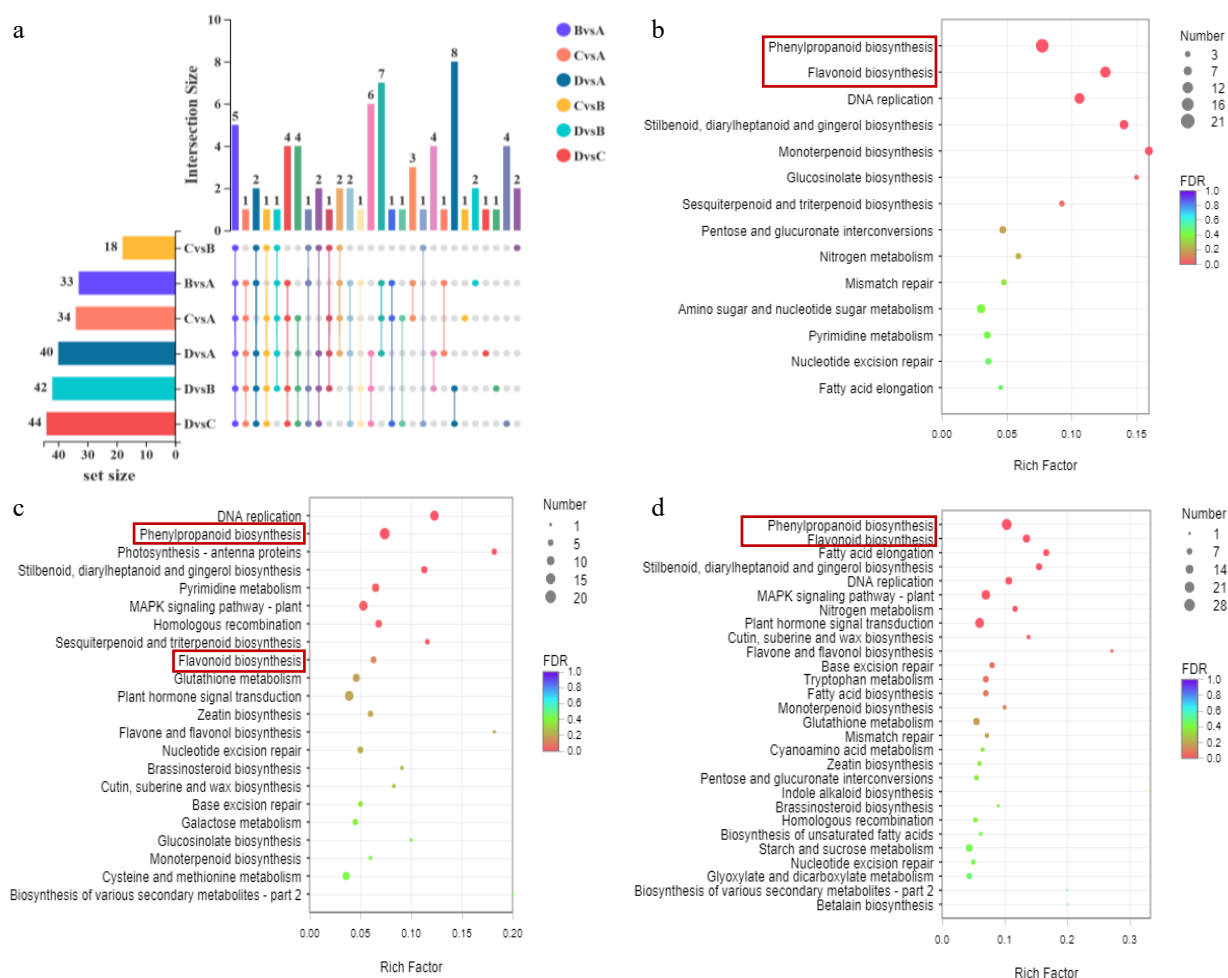 a
10
8
6
4
2
0
Intersection Size
5 1 2 1 1 4 4 1 2 1 2 2 1 6 7 1 1 3 1 4 1 8 1 2 1 1 4 2
BvsA
CvsA
DvsA
CvsB
DvsB
DvsC
18 CvsB
33 BvsA
34 CvsA
40 DvsA
42 DvsB
44 DvsC
40 30 20 10 0
set size
b
Phenylpropanoid biosynthesis
Flavonoid biosynthesis
DNA replication
Stilbenoid, diarylheptanoid and gingerol biosynthesis
Monoterpenoid biosynthesis
Glucosinolate biosynthesis
Sesquiterpenoid and triterpenoid biosynthesis
Pentose and glucuronate interconversions
Nitrogen metabolism
Mismatch repair
Amino sugar and nucleotide sugar metabolism
Pyrimidine metabolism
Nucleotide excision repair
Fatty acid elongation
0.00 0.05 0.10 0.15
Rich Factor
Number
3
7
12
16
21
FDR
1.0
0.8
0.6
0.4
0.2
0.0
c
DNA replication
Phenylpropanoid biosynthesis
Photosynthesis - antenna proteins
Stilbenoid, diarylheptanoid and gingerol biosynthesis
Pyrimidine metabolism
MAPK signaling pathway - plant
Homologous recombination
Sesquiterpenoid and triterpenoid biosynthesis
Flavonoid biosynthesis
Glutathione metabolism
Plant hormone signal transduction
Zeatin biosynthesis
Flavone and flavonol biosynthesis
Nucleotide excision repair
Brassinosteroid biosynthesis
Cutin, suberine and wax biosynthesis
Base excision repair
Galactose metabolism
Glucosinolate biosynthesis
Monoterpenoid biosynthesis
Cysteine and methionine metabolism
Biosynthesis of various secondary metabolites - part 2
0.00 0.05 0.10 0.15 0.20
Rich Factor
Number
1
5
10
15
20
FDR
1.0
0.8
0.6
0.4
0.2
0.0
d
Phenylpropanoid biosynthesis
Flavonoid biosynthesis
Fatty acid elongation
Stilbenoid, diarylheptanoid and gingerol biosynthesis
DNA replication
MAPK signaling pathway - plant
Nitrogen metabolism
Plant hormone signal transduction
Cutin, suberine and wax biosynthesis
Flavone and flavonol biosynthesis
Base excision repair
Tryptophan metabolism
Fatty acid biosynthesis
Monoterpenoid biosynthesis
Glutathione metabolism
Mismatch repair
Cyanoamino acid metabolism
Zeatin biosynthesis
Pentose and glucuronate interconversions
Indole alkaloid biosynthesis
Brassinosteroid biosynthesis
Homologous recombination
Biosynthesis of unsaturated fatty acids
Starch and sucrose metabolism
Nucleotide excision repair
Glyoxylate and dicarboxylate metabolism
Biosynthesis of various secondary metabolites - part 2
Betalain biosynthesis
0.0 0.1 0.2 0.3
Rich Factor
Number
1
7
14
21
28
FDR
1.0
0.8
0.6
0.4
0.2
0.0